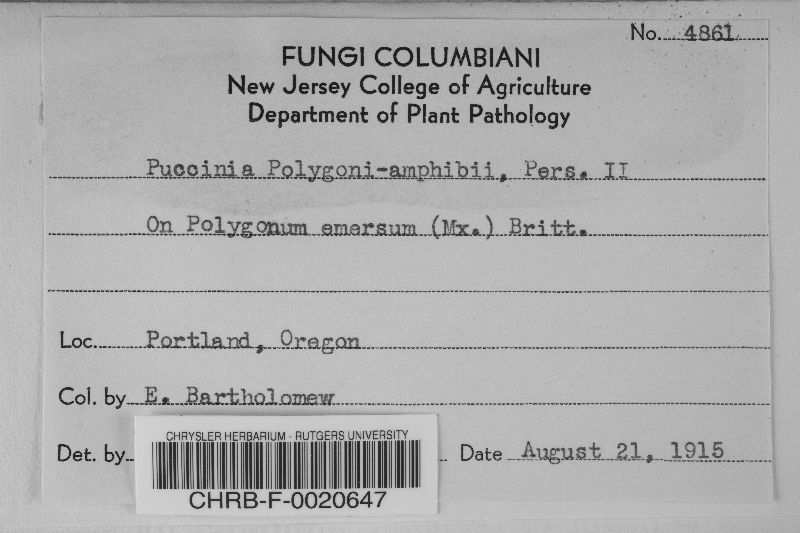 No. 4861
FUNGI COLUMBIANI
New Jersey College of Agriculture
Department of Plant Pathology
Puccinia Polygoni-amphibii, Pers. II
On Polygonum emersum (Mx.) Britt.
Loc. Portland, Oregon
Col. by E. Bartholomew
Det. by Date August 21, 1915
CHRYSLER HERBARIUM - RUTGERS UNIVERSITY
CHRB-F-0020647